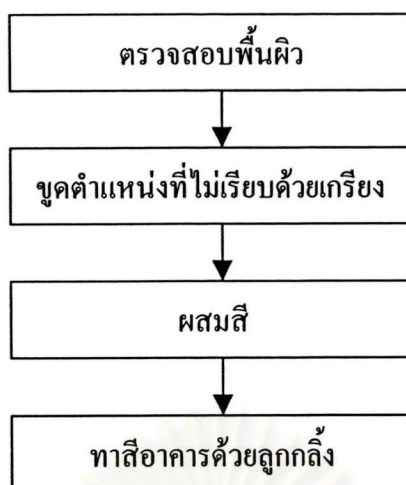 ตรวจสอบพื้นผิว
ขูดตำแหน่งที่ไม่เรียบด้วยเกรียง
ผสมสี
ทาสีอาคารด้วยลูกกลิ้ง